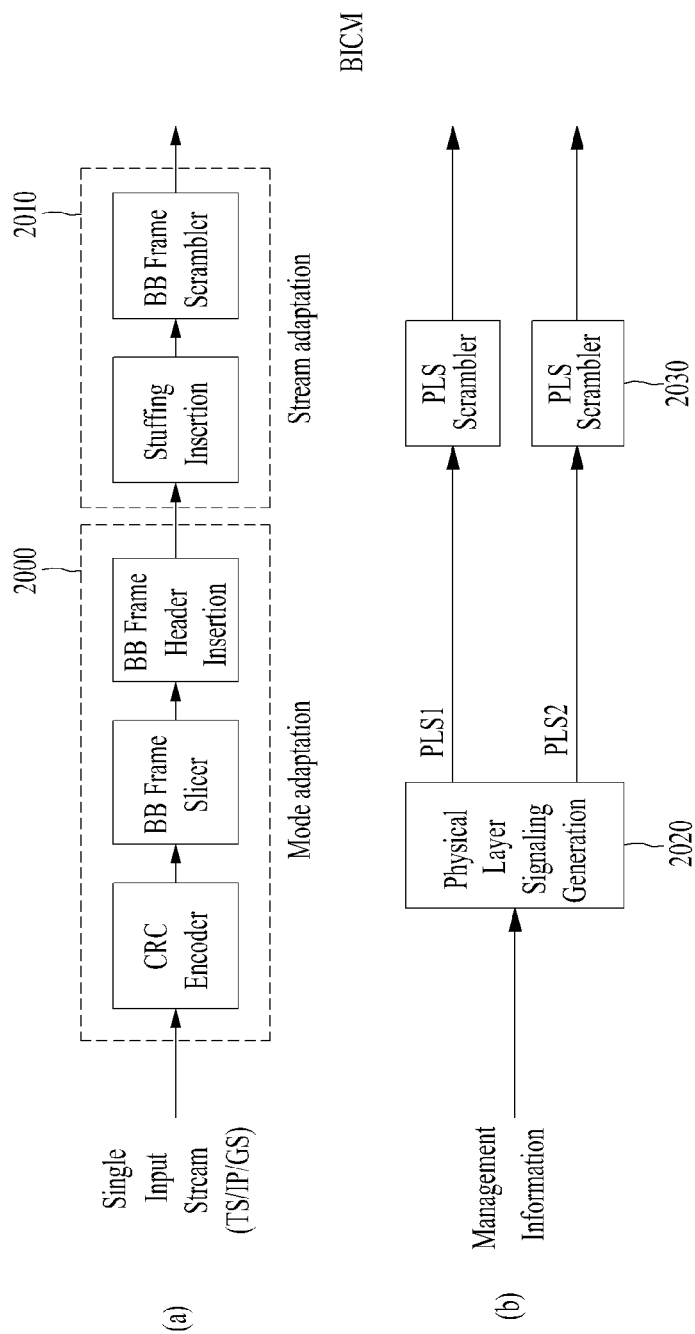 (a)
Single
Input
Stream
(TS/IP/GS)
2000
CRC
Encoder
BB Frame
Slicer
BB Frame
Header
Insertion
Mode adaptation
2010
Stuffing
Insertion
BB Frame
Scrambler
Stream adaptation
BICM
(b)
Management
Information
Physical
Layer
Signaling
Generation
2020
PLS1
PLS2
PLS
Scrambler
PLS
Scrambler
2030